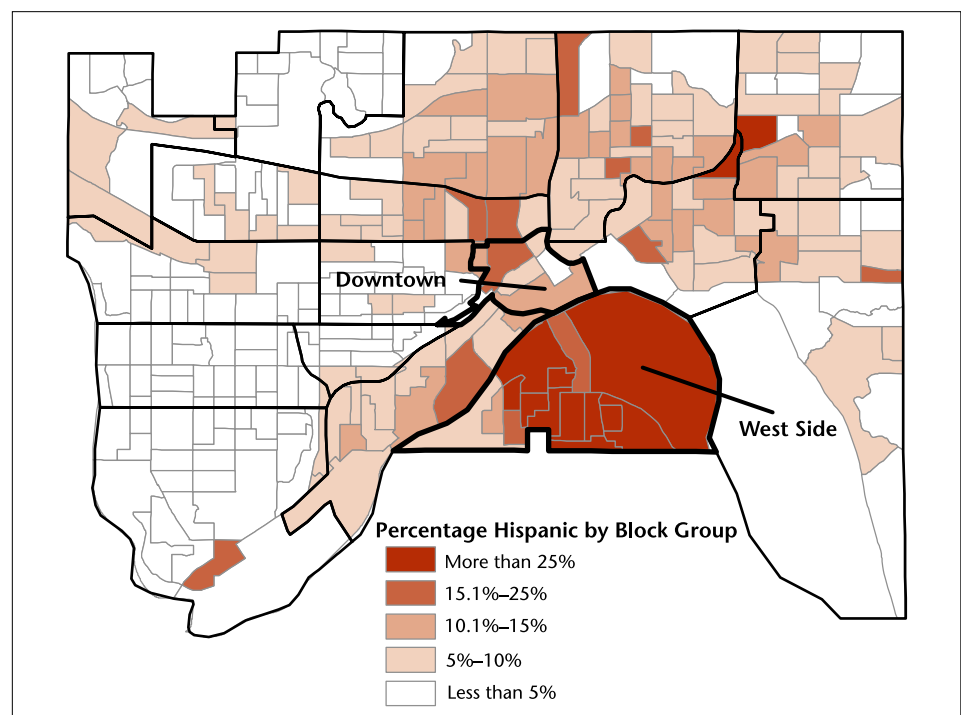 Downtown
West Side
Percentage Hispanic by Block Group
More than 25%
15.1%–25%
10.1%–15%
5%–10%
Less than 5%